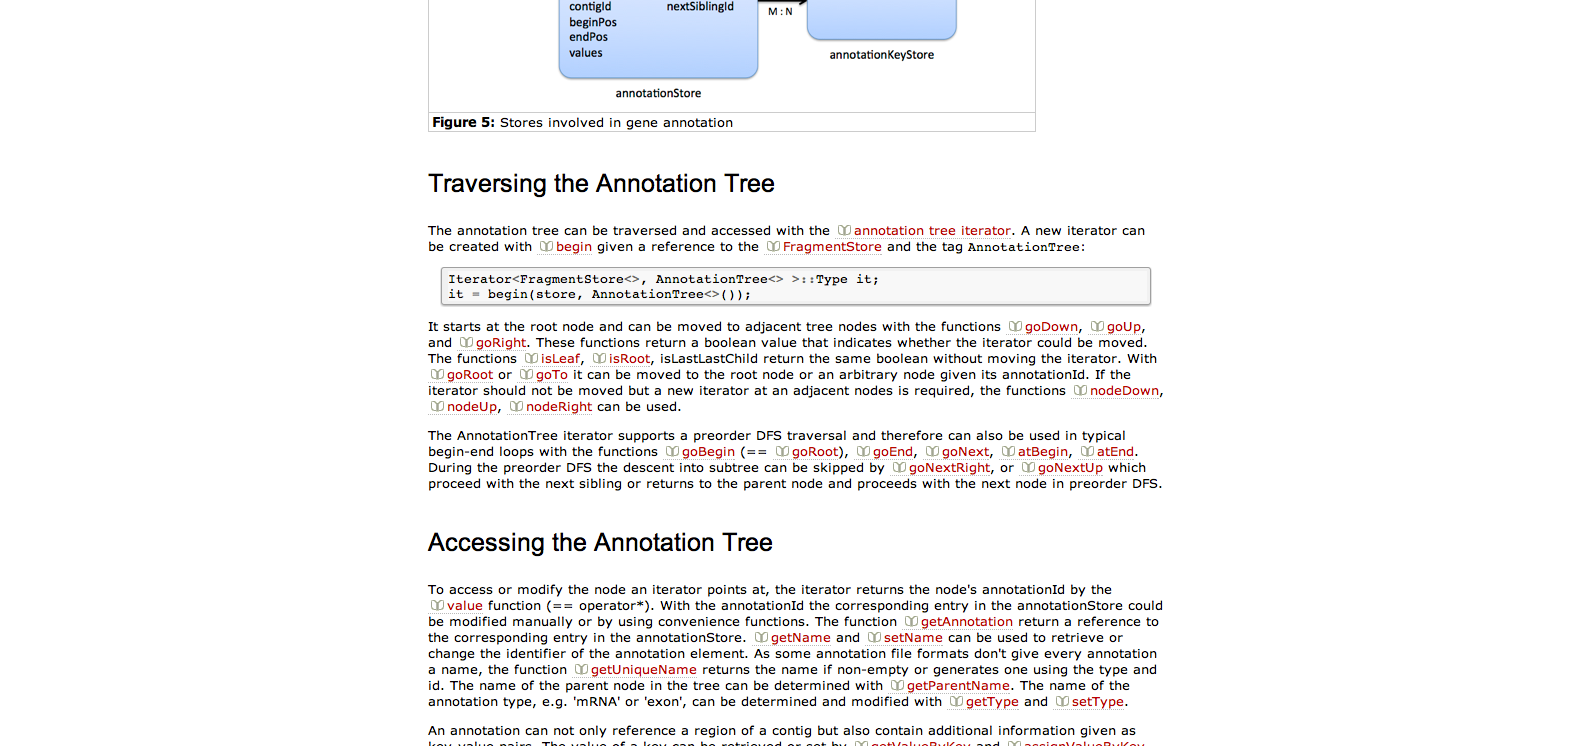 contigId nextSiblingId
M : N
beginPos
endPos
values
annotationKeyStore
annotationStore
Figure 5: Stores involved in gene annotation
Traversing the Annotation Tree
The annotation tree can be traversed and accessed with the annotation tree iterator. A new iterator can
be created with begin given a reference to the FragmentStore and the tag AnnotationTree:
Iterator<FragmentStore<>, AnnotationTree<> >::Type it;
it = begin(store, AnnotationTree<>());
It starts at the root node and can be moved to adjacent tree nodes with the functions goDown, goUp,
and goRight. These functions return a boolean value that indicates whether the iterator could be moved.
The functions isLeaf, isRoot, isLastLastChild return the same boolean without moving the iterator. With
goRoot or goTo it can be moved to the root node or an arbitrary node given its annotationId. If the
iterator should not be moved but a new iterator at an adjacent nodes is required, the functions nodeDown,
nodeUp, nodeRight can be used.
The AnnotationTree iterator supports a preorder DFS traversal and therefore can also be used in typical
begin-end loops with the functions goBegin (== goRoot), goEnd, goNext, atBegin, atEnd.
During the preorder DFS the descent into subtree can be skipped by goNextRight, or goNextUp which
proceed with the next sibling or returns to the parent node and proceeds with the next node in preorder DFS.
Accessing the Annotation Tree
To access or modify the node an iterator points at, the iterator returns the node's annotationId by the
value function (== operator*). With the annotationId the corresponding entry in the annotationStore could
be modified manually or by using convenience functions. The function getAnnotation return a reference to
the corresponding entry in the annotationStore. getName and setName can be used to retrieve or
change the identifier of the annotation element. As some annotation file formats don't give every annotation
a name, the function getUniqueName returns the name if non-empty or generates one using the type and
id. The name of the parent node in the tree can be determined with getParentName. The name of the
annotation type, e.g. 'mRNA' or 'exon', can be determined and modified with getType and setType.
An annotation can not only reference a region of a contig but also contain additional information given as
key-value pairs. The value of a key can be retrieved or set by getValueByKey and assignValueByKey